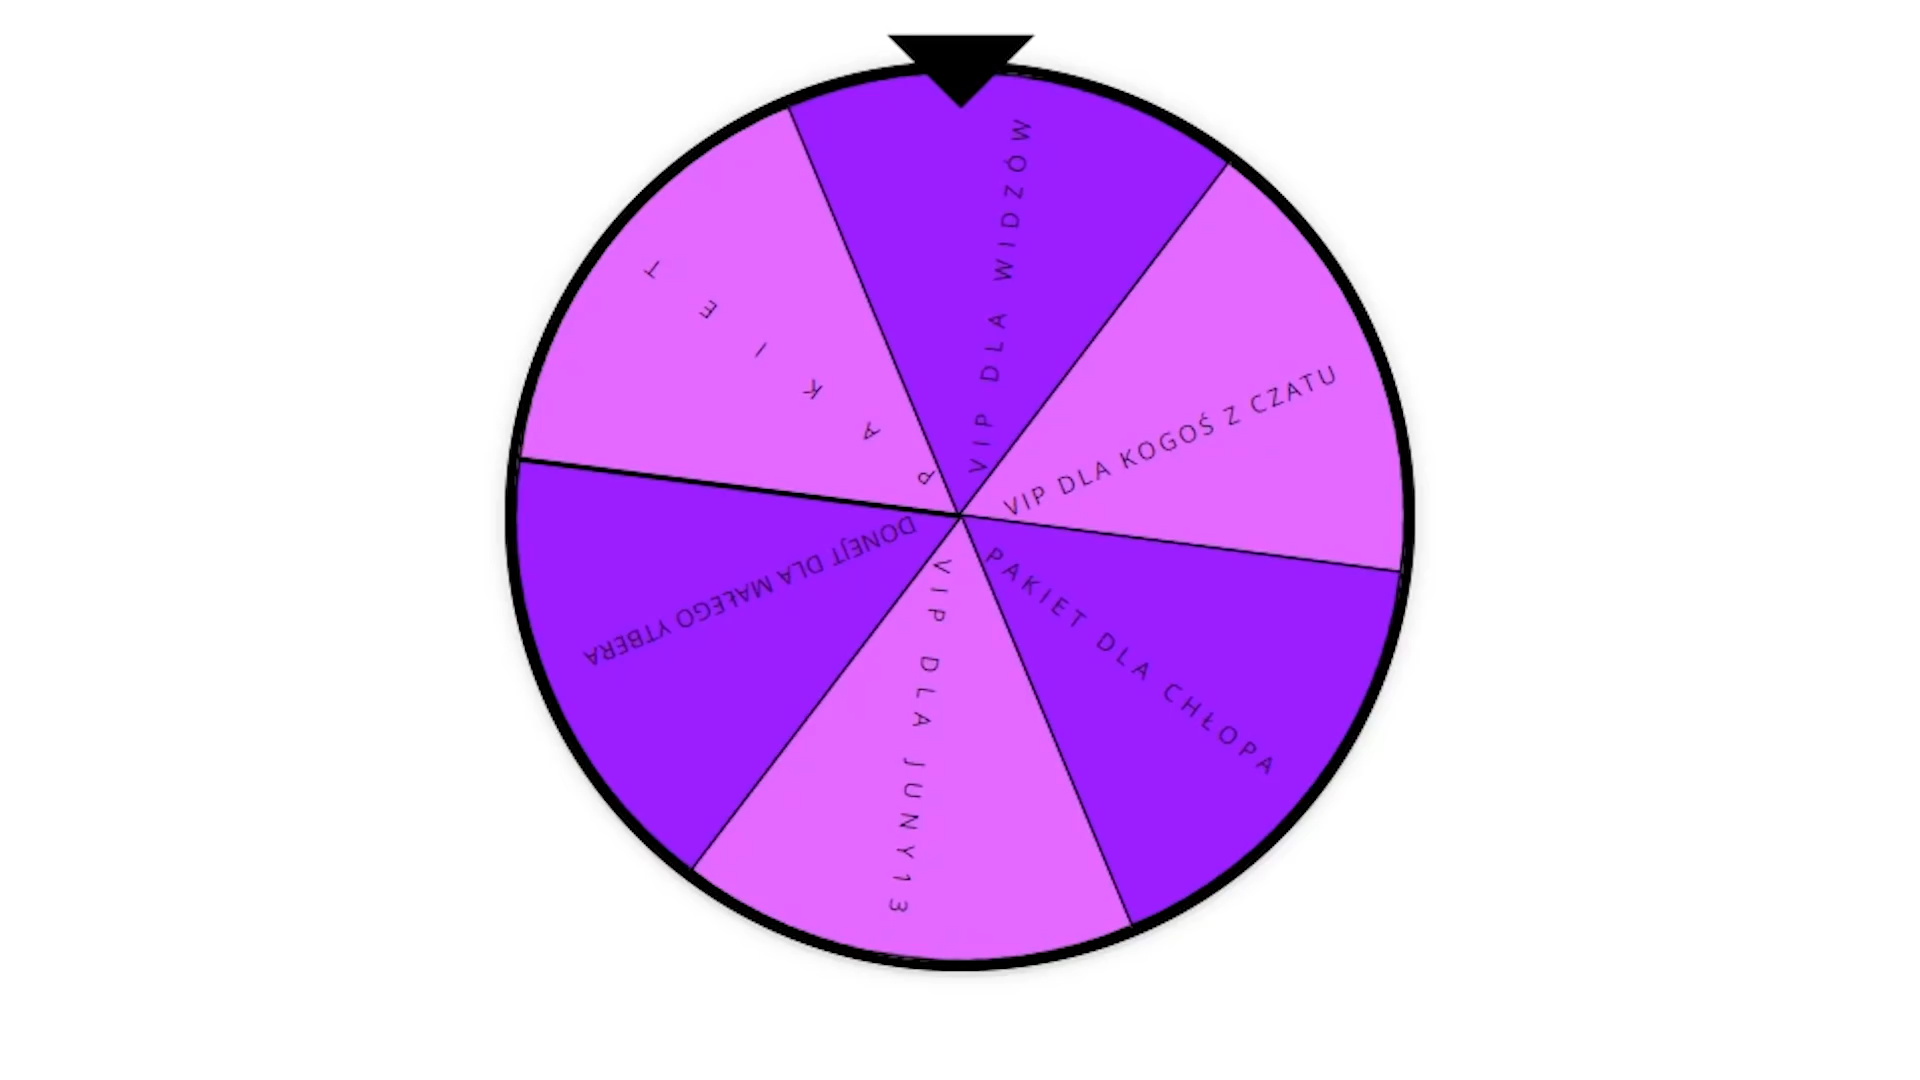 VIP DLA WIDZÓW
VIP DLA KOGOŚ Z CZATU
PAKIET DLA CHŁOPA
VIP DLA JUNY13
DONEJT DLA MAŁEGO YTBERA
PAKIET